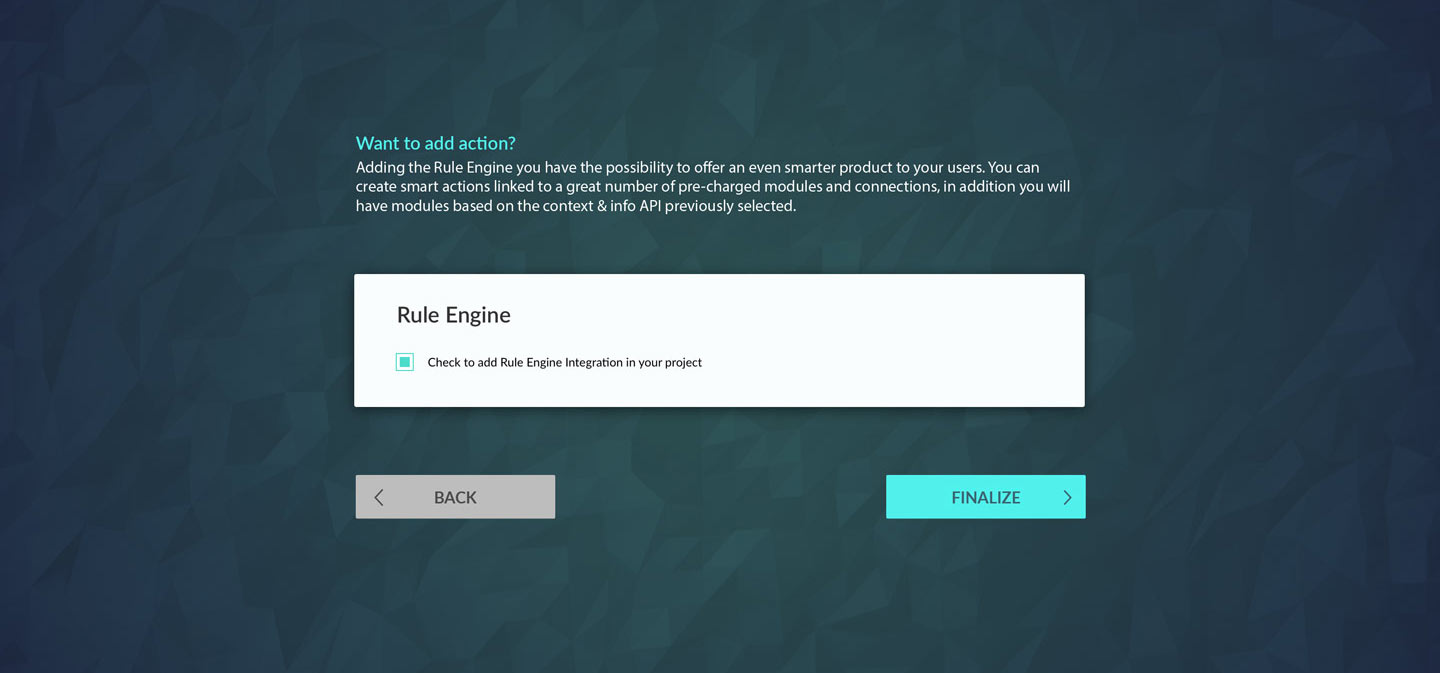 Want to add action?
Adding the Rule Engine you have the possibility to offer an even smarter product to your users. You can
create smart actions linked to a great number of pre-charged modules and connections, in addition you will
have modules based on the context & info API previously selected.
Rule Engine
Check to add Rule Engine Integration in your project
BACK
FINALIZE